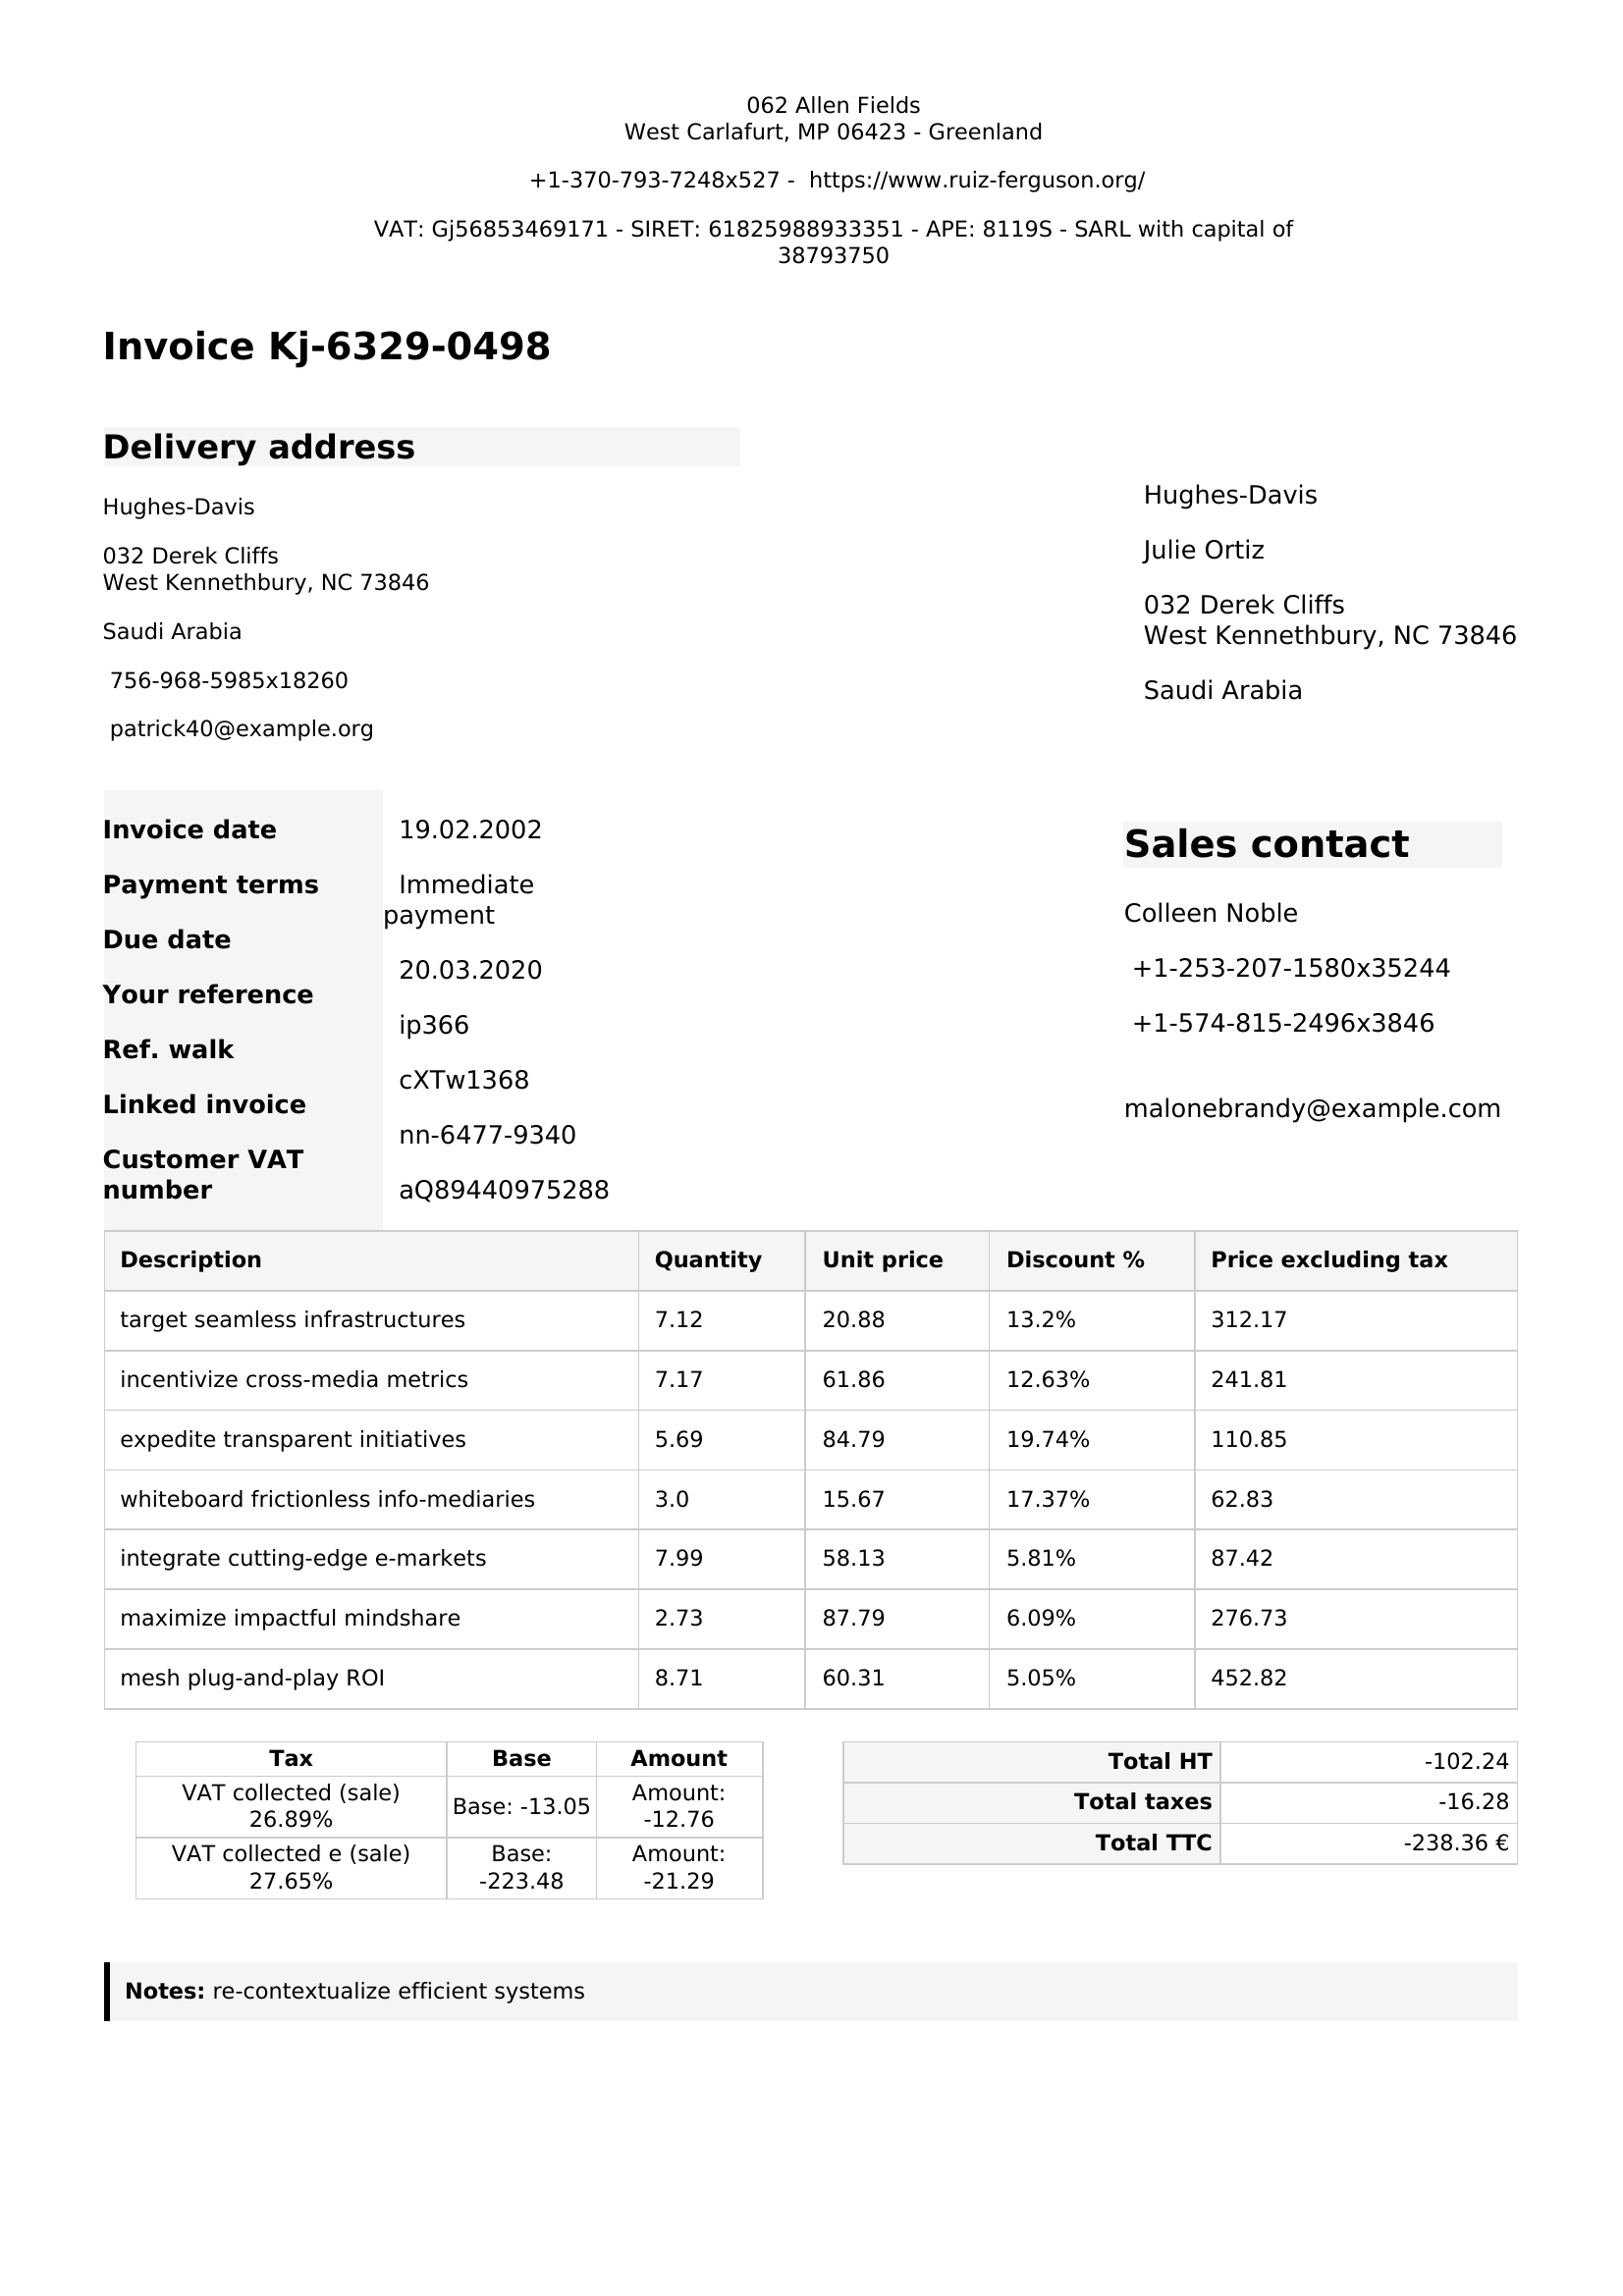 062 Allen Fields
West Carlafurt, MP 06423 - Greenland
+1-370-793-7248x527 - https://www.ruiz-ferguson.org/
VAT: Gj56853469171 - SIRET: 61825988933351 - APE: 8119S - SARL with capital of
38793750
Invoice Kj-6329-0498
Delivery address
Hughes-Davis
032 Derek Cliffs
West Kennethbury, NC 73846
Saudi Arabia
756-968-5985x18260
patrick40@example.org
Hughes-Davis
Julie Ortiz
032 Derek Cliffs
West Kennethbury, NC 73846
Saudi Arabia
Invoice date
Payment terms
Due date
Your reference
Ref. walk
Linked invoice
Customer VAT
number
19.02.2002
Immediate
payment
20.03.2020
ip366
cXTw1368
nn-6477-9340
aQ89440975288
Sales contact
Colleen Noble
+1-253-207-1580x35244
+1-574-815-2496x3846
malonebrandy@example.com
Description Quantity Unit price Discount % Price excluding tax
target seamless infrastructures 7.12 20.88 13.2% 312.17
incentivize cross-media metrics 7.17 61.86 12.63% 241.81
expedite transparent initiatives 5.69 84.79 19.74% 110.85
whiteboard frictionless info-mediaries 3.0 15.67 17.37% 62.83
integrate cutting-edge e-markets 7.99 58.13 5.81% 87.42
maximize impactful mindshare 2.73 87.79 6.09% 276.73
mesh plug-and-play ROI 8.71 60.31 5.05% 452.82
Tax Base Amount
VAT collected (sale)
26.89%
Base: -13.05
Amount:
-12.76
VAT collected e (sale)
27.65%
Base:
-223.48
Amount:
-21.29
Total HT -102.24
Total taxes -16.28
Total TTC -238.36 €
Notes: re-contextualize efficient systems